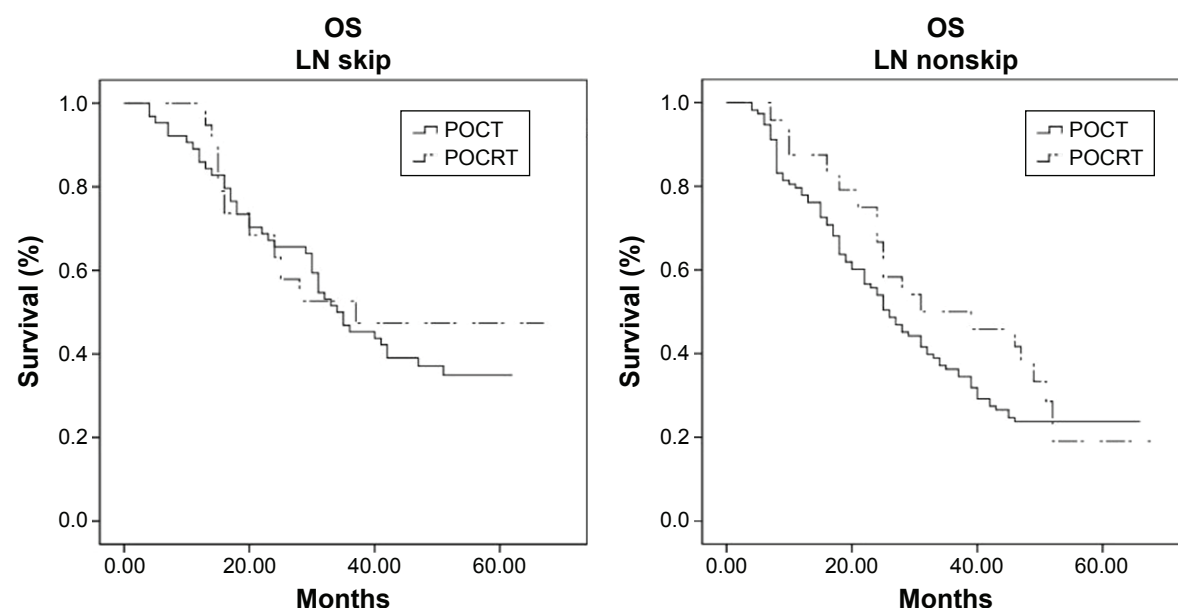 OS
LN skip
1.0
0.8
0.6
0.4
0.2
0.0
Survival (%)
POCT
POCRT
0.00 20.00 40.00 60.00
Months
OS
LN nonskip
1.0
0.8
0.6
0.4
0.2
0.0
Survival (%)
POCT
POCRT
0.00 20.00 40.00 60.00
Months